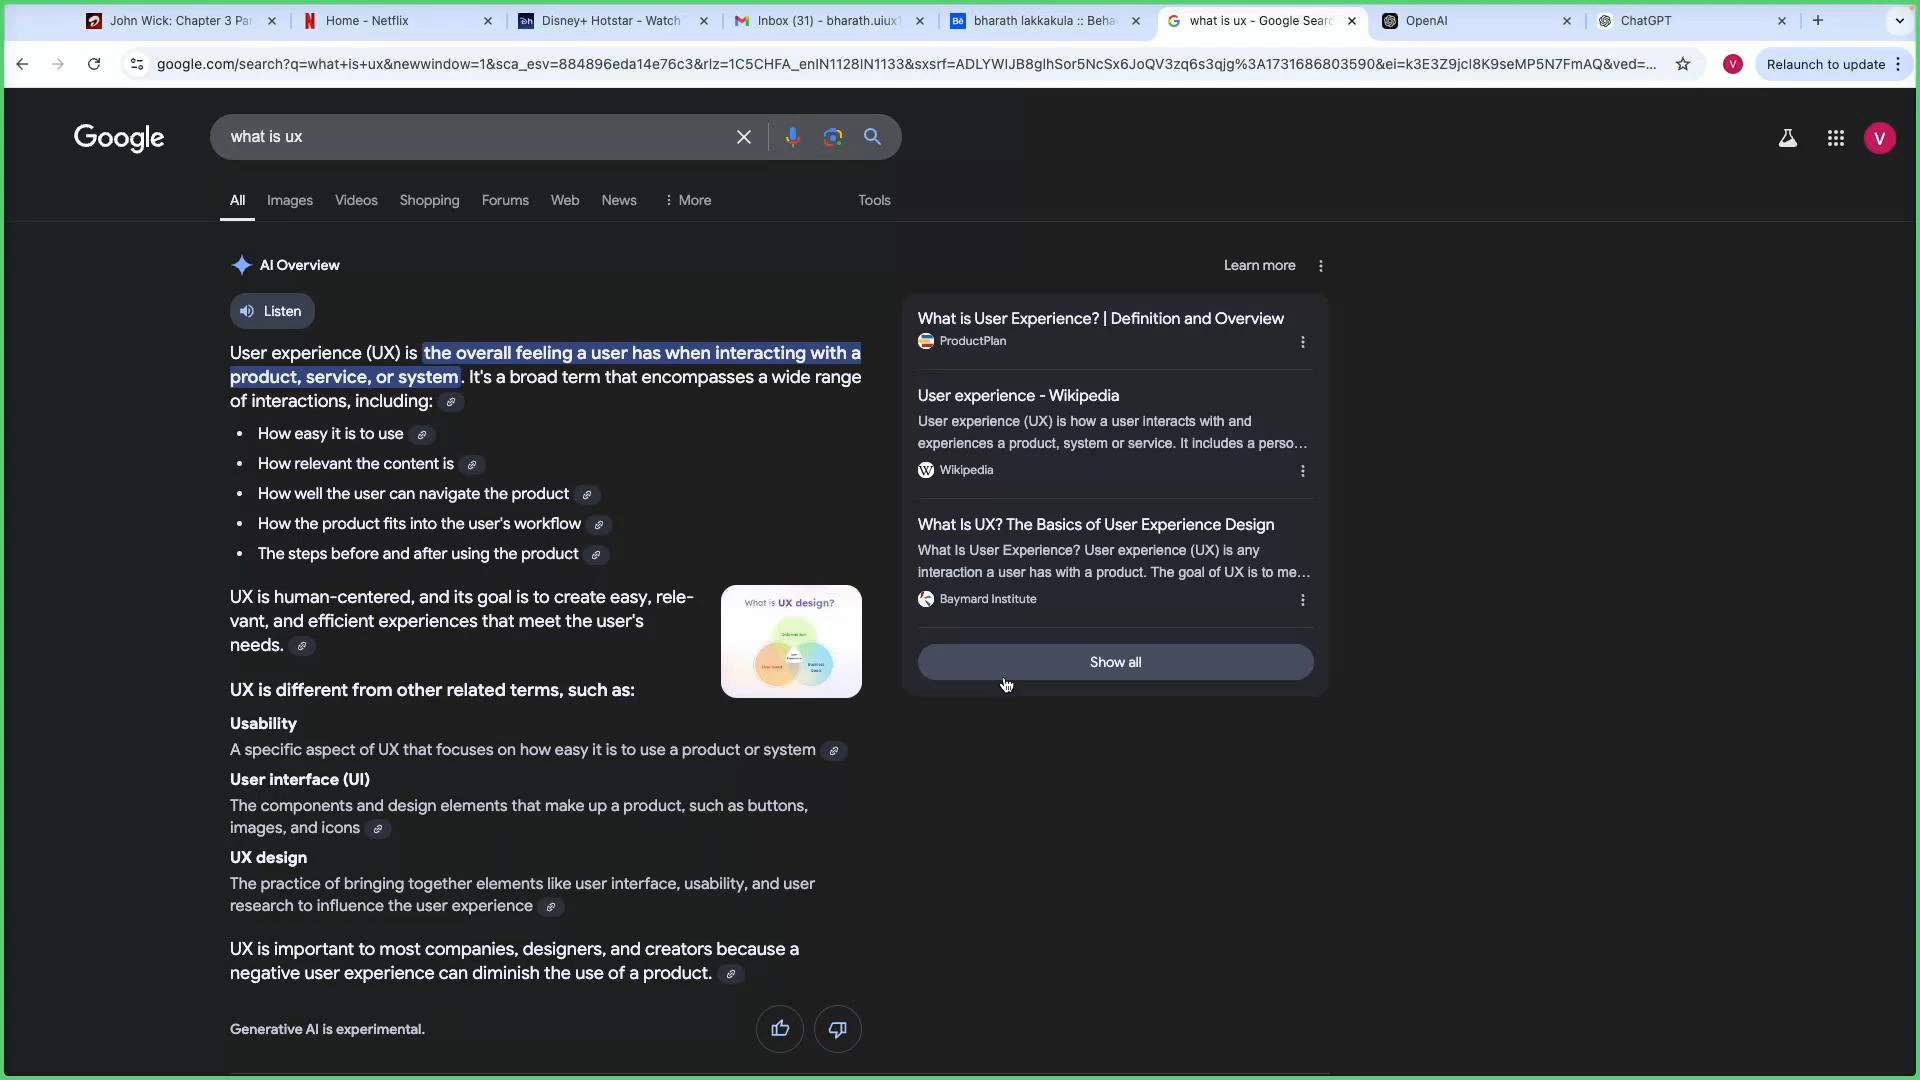 John Wick: Chapter 3 Pa
Home - Netflix
Disney+ Hotstar - Watch
Inbox (31) - bharath.uiux
bharath lakkakula :: Beha
what is ux - Google Searc
OpenAI
ChatGPT
google.com/search?q=what+is+ux&newwindow=1&sca_esv=884896eda14e76c3&rlz=1C5CHFA_enIN1128IN1133&sxsrf=ADLYWIJB8glhSor5NcSx6JoQV3zq6s3qjg%3A1731686803590&ei=k3E3Z9jcI8K9seMP5N7FmAQ&ved=...
V
Relaunch to update
Google
what is ux
V
All
Images
Videos
Shopping
Forums
Web
News
More
Tools
AI Overview
Learn more
Listen
User experience (UX) is the overall feeling a user has when interacting with a
product, service, or system. It's a broad term that encompasses a wide range
of interactions, including:
• How easy it is to use
• How relevant the content is
• How well the user can navigate the product
• How the product fits into the user's workflow
• The steps before and after using the product
UX is human-centered, and its goal is to create easy, rele-
vant, and efficient experiences that meet the user's
needs.
What is UX design?
Information
User need
User Experience
Business Goals
UX is different from other related terms, such as:
Usability
A specific aspect of UX that focuses on how easy it is to use a product or system
User interface (UI)
The components and design elements that make up a product, such as buttons,
images, and icons
UX design
The practice of bringing together elements like user interface, usability, and user
research to influence the user experience
UX is important to most companies, designers, and creators because a
negative user experience can diminish the use of a product.
Generative AI is experimental.
What is User Experience? | Definition and Overview
ProductPlan
User experience - Wikipedia
User experience (UX) is how a user interacts with and
experiences a product, system or service. It includes a perso...
W Wikipedia
What Is UX? The Basics of User Experience Design
What Is User Experience? User experience (UX) is any
interaction a user has with a product. The goal of UX is to me...
Baymard Institute
Show all